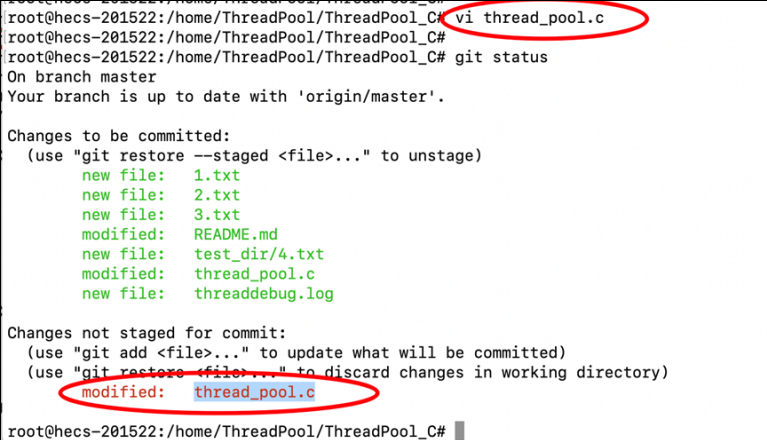 root@hecs-201522:/home/ThreadPool/ThreadPool_C# vi thread_pool.c
root@hecs-201522:/home/ThreadPool/ThreadPool_C#
root@hecs-201522:/home/ThreadPool/ThreadPool_C# git status
On branch master
Your branch is up to date with 'origin/master'.
Changes to be committed:
(use "git restore --staged <file>..." to unstage)
new file: 1.txt
new file: 2.txt
new file: 3.txt
modified: README.md
new file: test_dir/4.txt
modified: thread_pool.c
new file: threaddebug.log
Changes not staged for commit:
(use "git add <file>..." to update what will be committed)
(use "git restore <file>..." to discard changes in working directory)
modified: thread_pool.c
root@hecs-201522:/home/ThreadPool/ThreadPool_C#